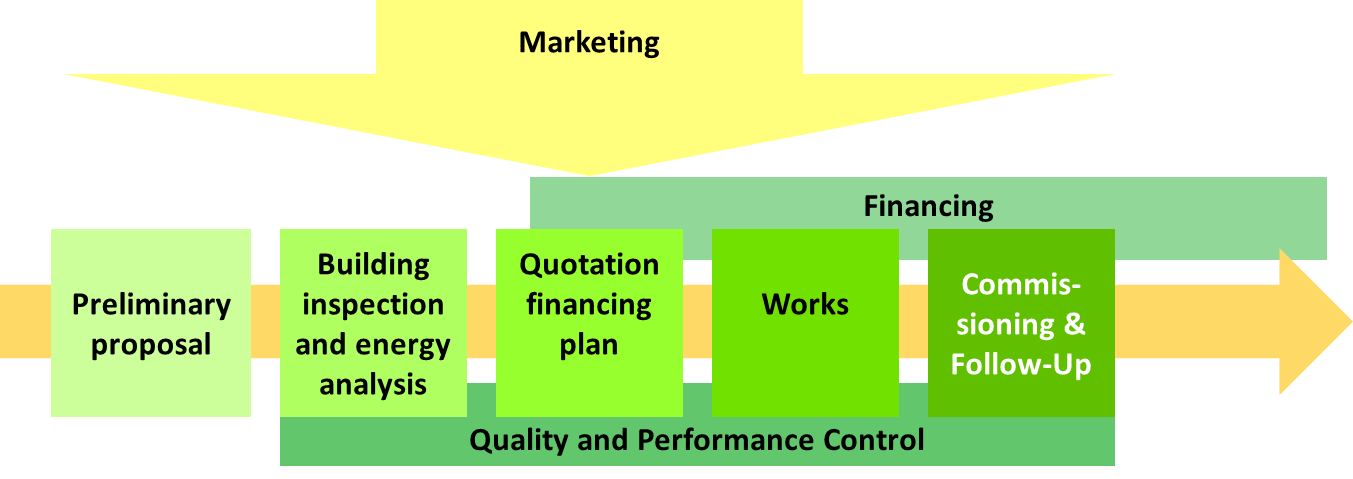 Marketing
Financing
Preliminary
proposal
Building
inspection
and energy
analysis
Quotation
financing
plan
Works
Commis-
sioning &
Follow-Up
Quality and Performance Control